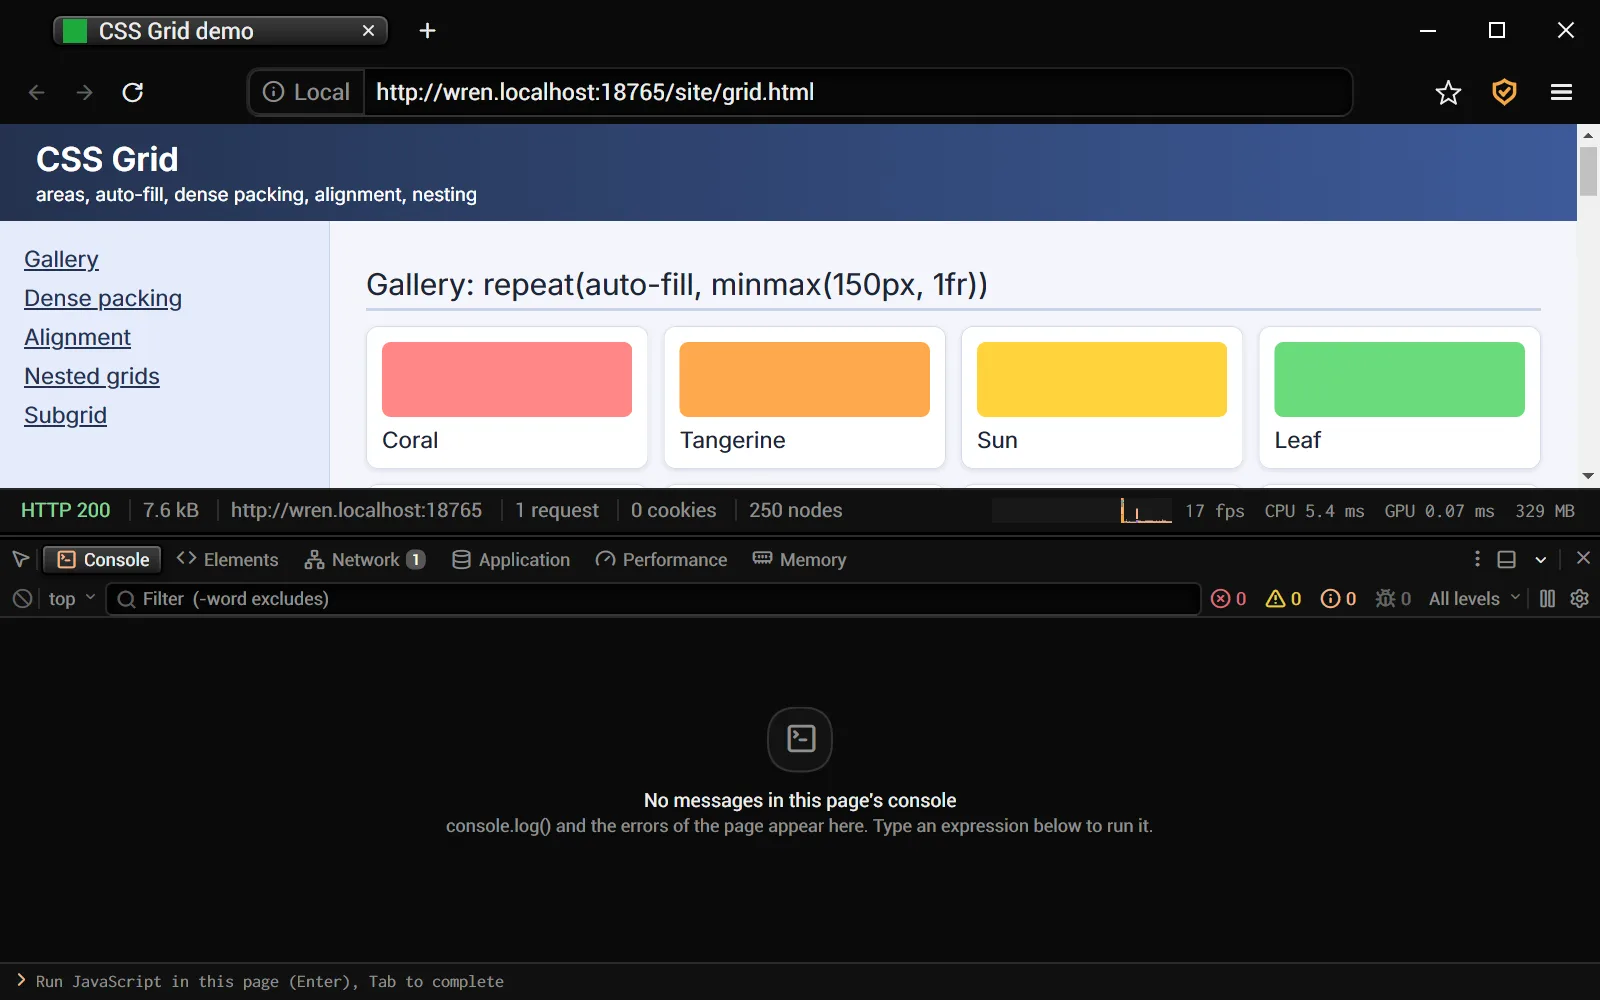 CSS Grid demo
Local
http://wren.localhost:18765/site/grid.html
CSS Grid
areas, auto-fill, dense packing, alignment, nesting
Gallery
Dense packing
Alignment
Nested grids
Subgrid
Gallery: repeat(auto-fill, minmax(150px, 1fr))
Coral
Tangerine
Sun
Leaf
HTTP 200
7.6 kB
http://wren.localhost:18765
1 request
0 cookies
250 nodes
17 fps
CPU 5.4 ms
GPU 0.07 ms
329 MB
Console
Elements
Network 1
Application
Performance
Memory
top
Filter (-word excludes)
0
0
0
0
All levels
No messages in this page's console
console.log() and the errors of the page appear here. Type an expression below to run it.
Run JavaScript in this page (Enter), Tab to complete